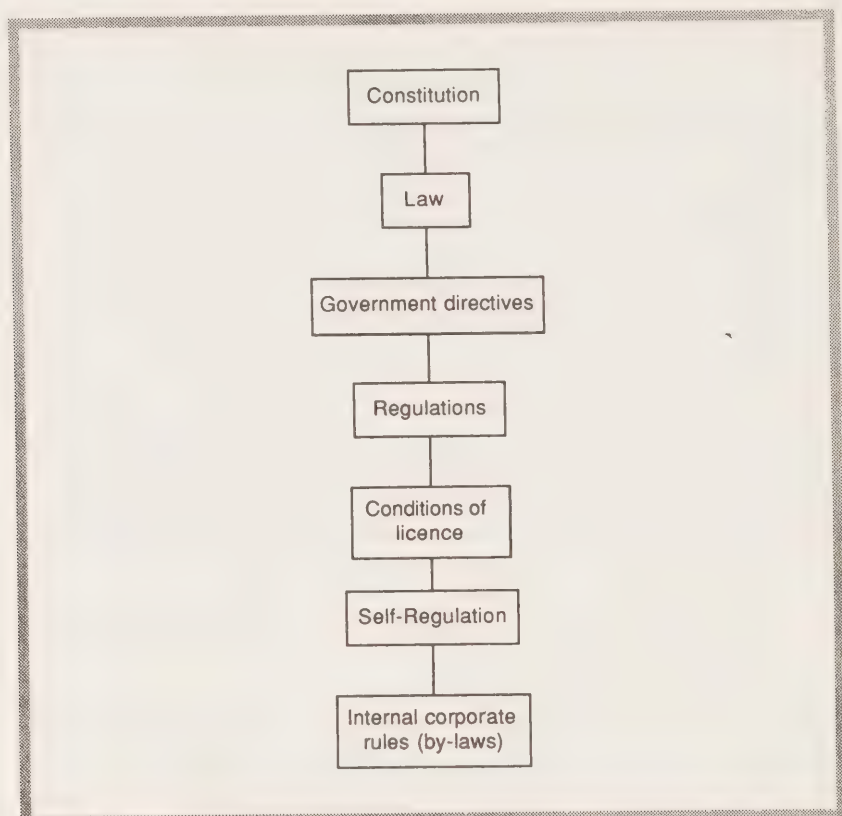 Constitution
Law
Government directives
Regulations
Conditions of
licence
Self-Regulation
Internal corporate
rules (by-laws)